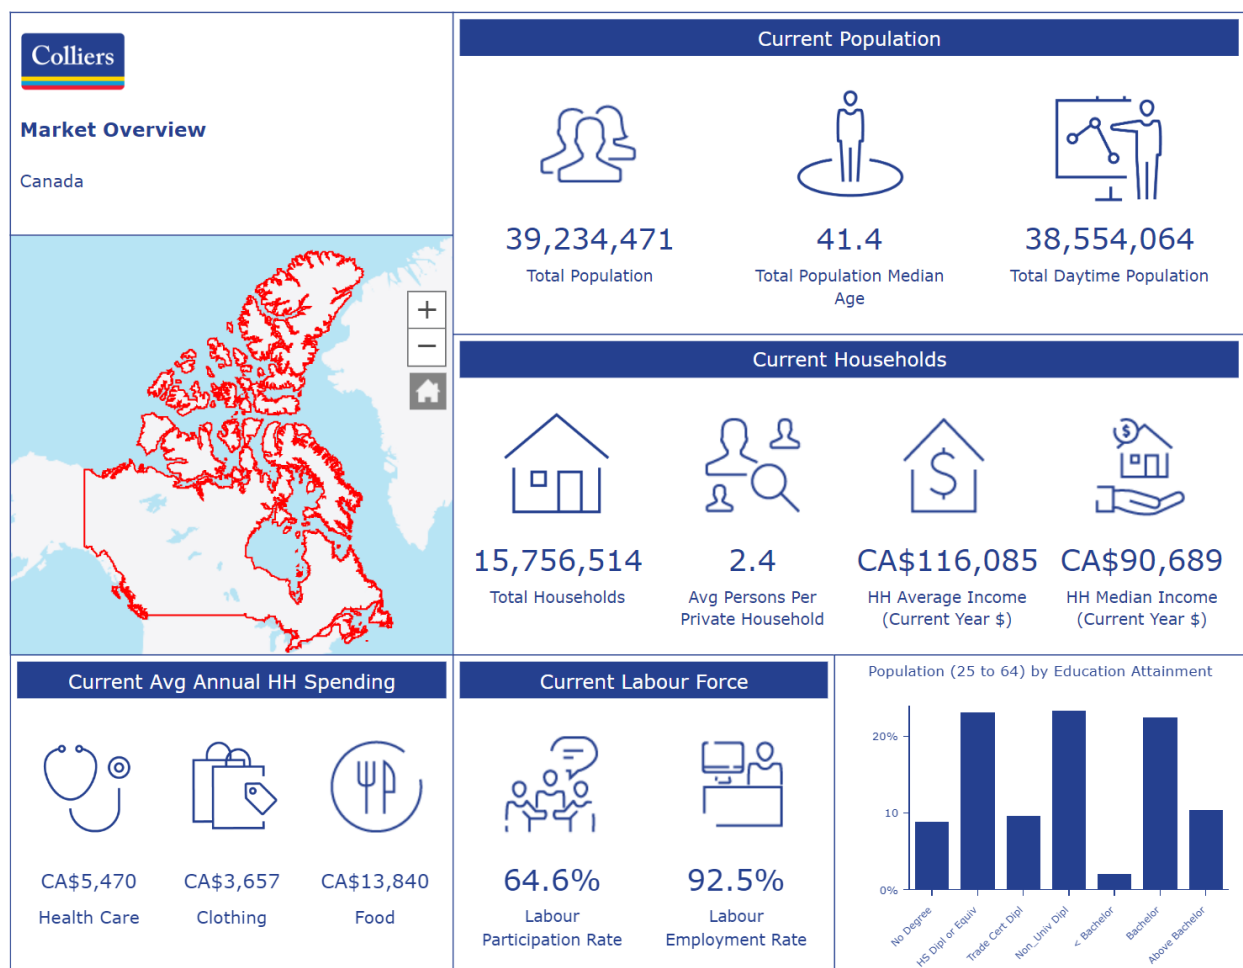 Colliers
Market Overview
Canada
+
−
Current Population
39,234,471
Total Population
41.4
Total Population Median
Age
38,554,064
Total Daytime Population
Current Households
$
$
15,756,514
Total Households
2.4
Avg Persons Per
Private Household
CA$116,085
HH Average Income
(Current Year $)
CA$90,689
HH Median Income
(Current Year $)
Current Avg Annual HH Spending
CA$5,470
Health Care
CA$3,657
Clothing
CA$13,840
Food
Current Labour Force
64.6%
Labour
Participation Rate
92.5%
Labour
Employment Rate
Population (25 to 64) by Education Attainment
20%
10
0%
No Degree
HS Dipl or Equiv
Trade Cert Dipl
Non_Univ Dipl
< Bachelor
Bachelor
Above Bachelor